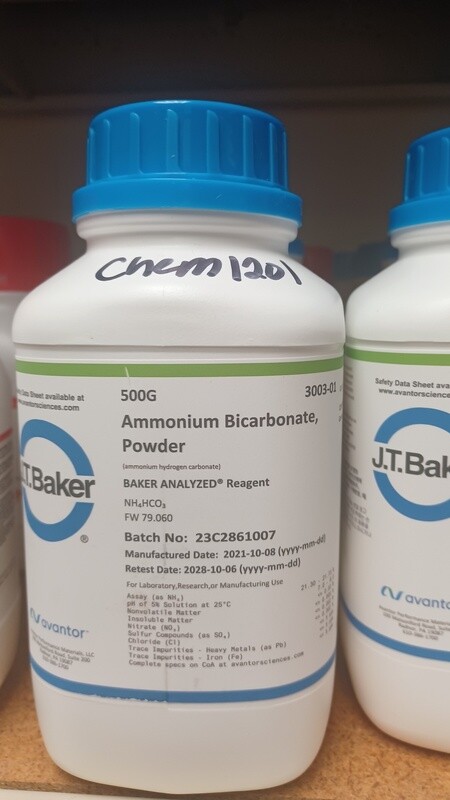 Chem 1201
Data Sheet available at
www.avantorsciences.com
500G
3003-01
Ammonium Bicarbonate,
Powder
(ammonium hydrogen carbonate)
BAKER ANALYZED® Reagent
NH₄HCO₃
FW 79.060
J.T.Baker
®
Batch No: 23C2861007
Manufactured Date: 2021-10-08 (yyyy-mm-dd)
Retest Date: 2028-10-06 (yyyy-mm-dd)
For Laboratory,Research,or Manufacturing Use
Assay (as NH₃)
pH of 5% Solution at 25°C
Nonvolatile Matter
Insoluble Matter
Nitrate (NO₃)
Sulfur Compounds (as SO₄)
Chloride (Cl)
Trace Impurities - Heavy Metals (as Pb)
Trace Impurities - Iron (Fe)
Complete specs on CoA at avantorsciences.com
avantor
Safety Data Sheet ava
www.avantorscience
J.T.Bak
avanto